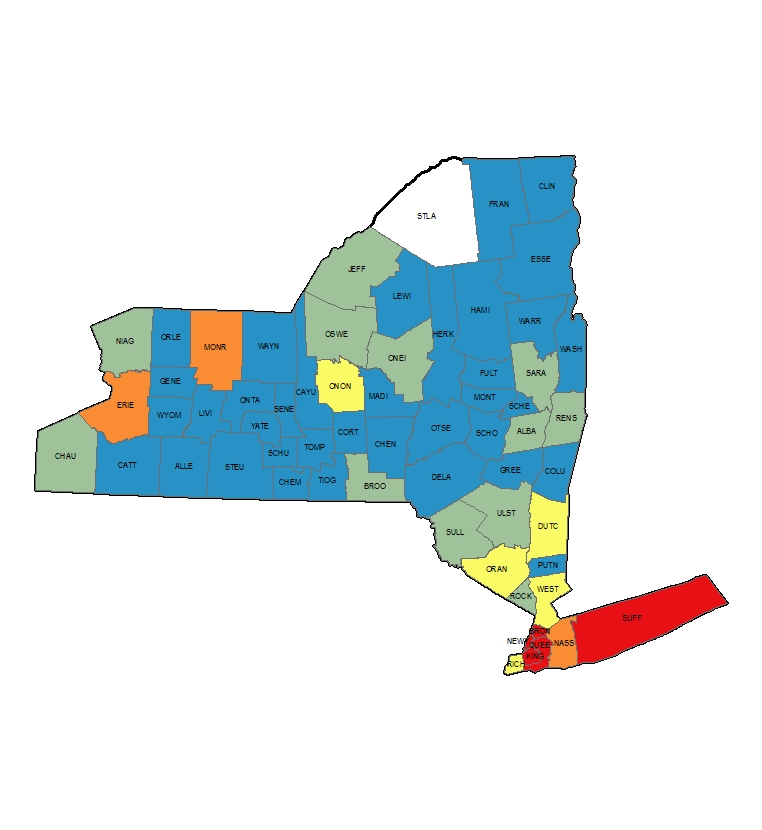 CLIN
FRAN
STLA
ESSE
JEFF
LEWI
HAMI
WARR
OSWE
HERK
ORLE
NIAG
MONR
WAYN
WASH
ONEI
FULT
SARA
GENE
ONON
CAYU
MADI
MONT
ONTA
ERIE
SENE
SCHE
WYOM
LIVI
RENS
YATE
OTSE
ALBA
CORT
SCHO
CHEN
TOMP
SCHU
CHAU
CATT
ALLE
STEU
GREE
COLU
DELA
CHEM
TIOG
BROO
ULST
DUTC
SULL
PUTN
ORAN
WEST
ROCK
SUFF
BRON
NEW
QUEE
NASS
KING
RICH